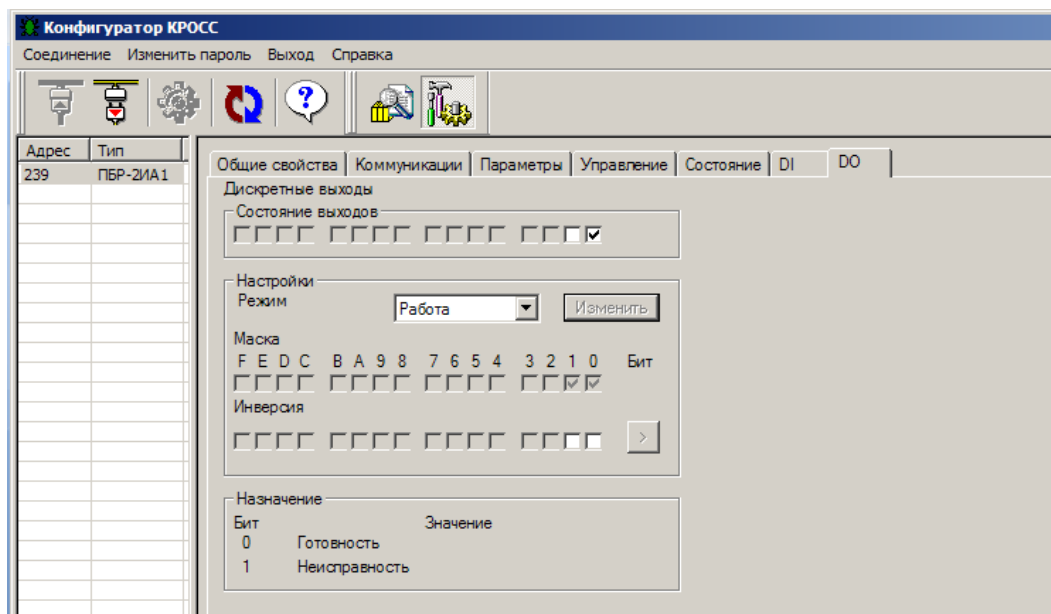 Конфигуратор КРОСС
Соединение Изменить пароль Выход Справка
Адрес Тип
239 ПБР-2ИА1
Общие свойства Коммуникации Параметры Управление Состояние DI DO
Дискретные выходы
Состояние выходов
Настройки
Режим Работа Изменить
Маска
F E D C B A 9 8 7 6 5 4 3 2 1 0 Бит
Инверсия
>
Назначение
Бит Значение
0 Готовность
1 Неисправность